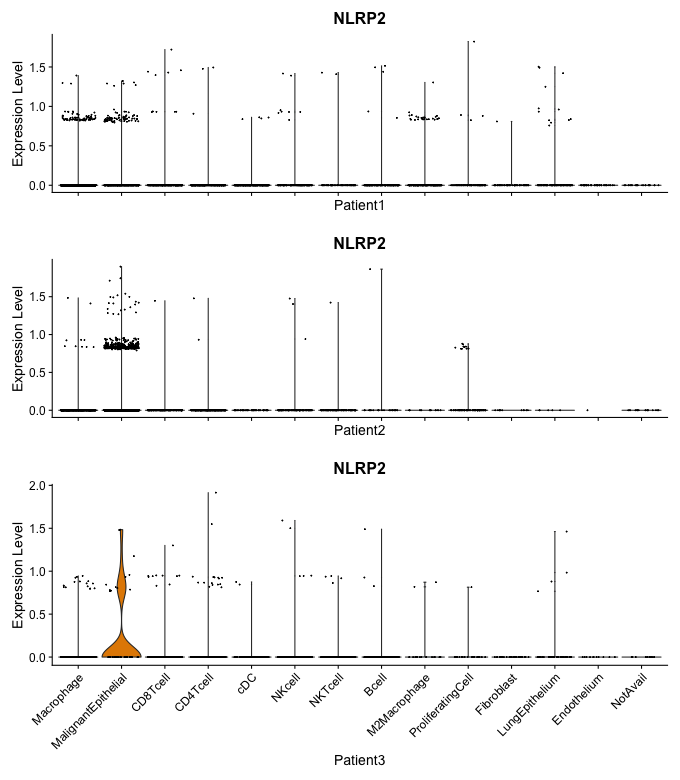 NLRP2
Expression Level
1.5
1.0
0.5
0.0
Patient1
NLRP2
Expression Level
1.5
1.0
0.5
0.0
Patient2
NLRP2
Expression Level
2.0
1.5
1.0
0.5
0.0
Macrophage
MalignantEpithelial
CD8Tcell
CD4Tcell
cDC
NKcell
NKTcell
Bcell
M2Macrophage
ProliferatingCell
Fibroblast
LungEpithelium
Endothelium
NotAvail
Patient3